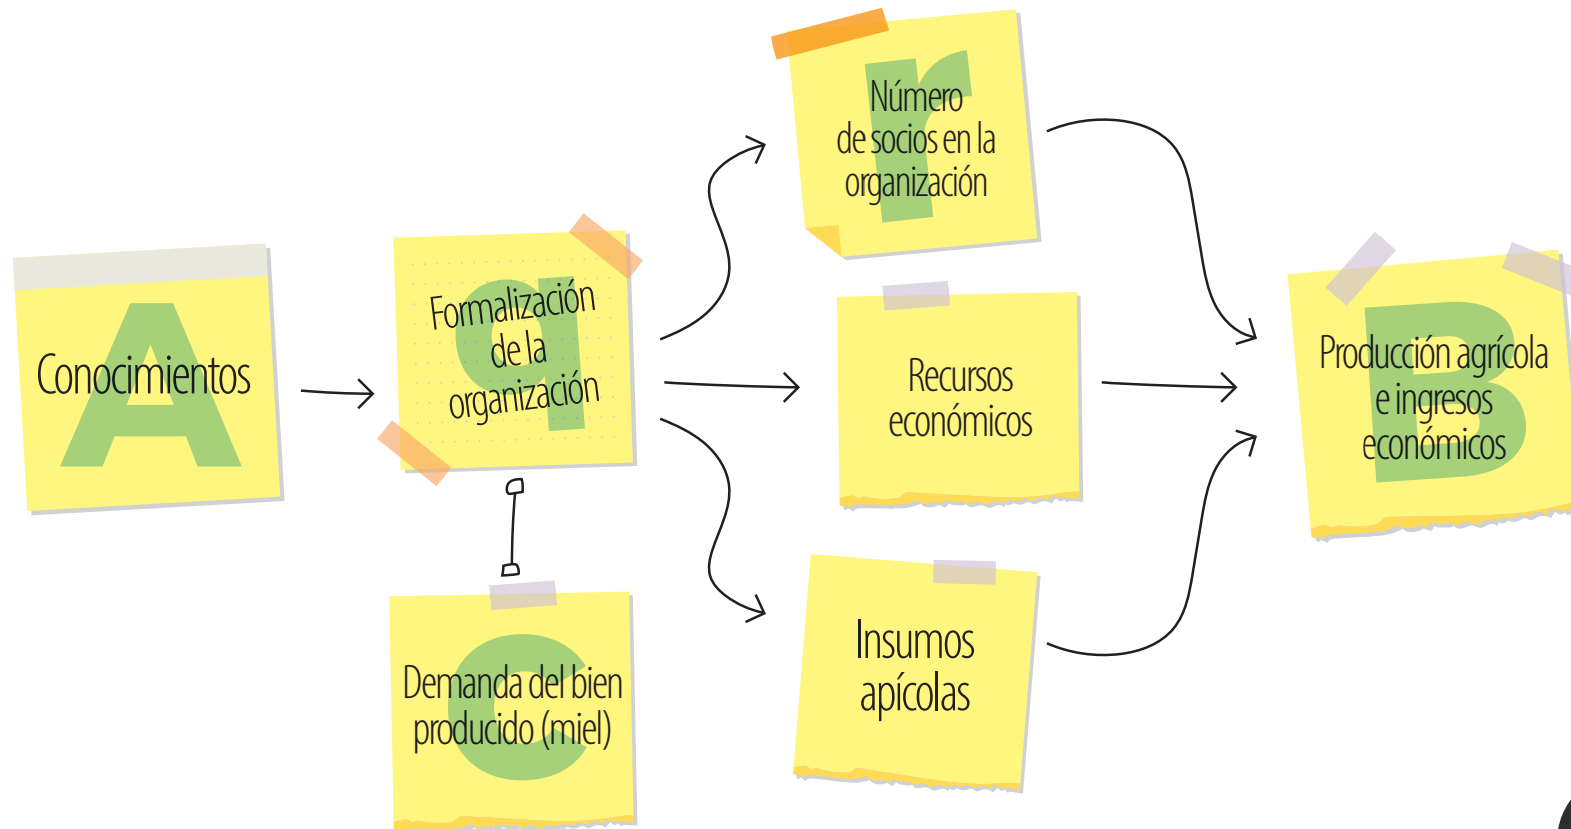 A
Conocimientos
q
Formalización
de la
organización
C
Demanda del bien
producido (miel)
r
Número
de socios en la
organización
Recursos
económicos
Insumos
apícolas
B
Producción agrícola
e ingresos
económicos